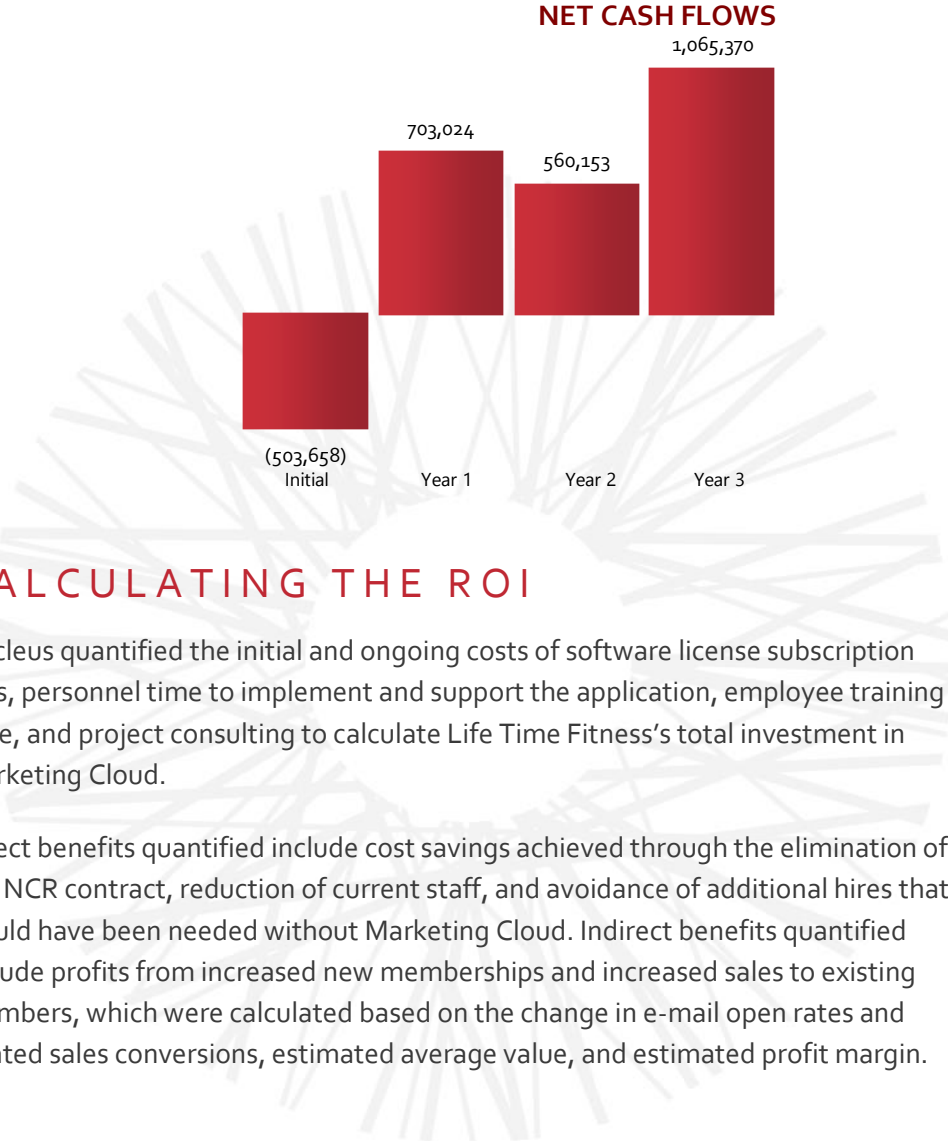 NET CASH FLOWS
1,065,370
703,024
560,153
(503,658)
Initial Year 1 Year 2 Year 3
ALCULATING THE ROI
cleus quantified the initial and ongoing costs of software license subscription
s, personnel time to implement and support the application, employee training
e, and project consulting to calculate Life Time Fitness’s total investment in
rketing Cloud.
ect benefits quantified include cost savings achieved through the elimination of
NCR contract, reduction of current staff, and avoidance of additional hires that
uld have been needed without Marketing Cloud. Indirect benefits quantified
lude profits from increased new memberships and increased sales to existing
mbers, which were calculated based on the change in e-mail open rates and
ated sales conversions, estimated average value, and estimated profit margin.